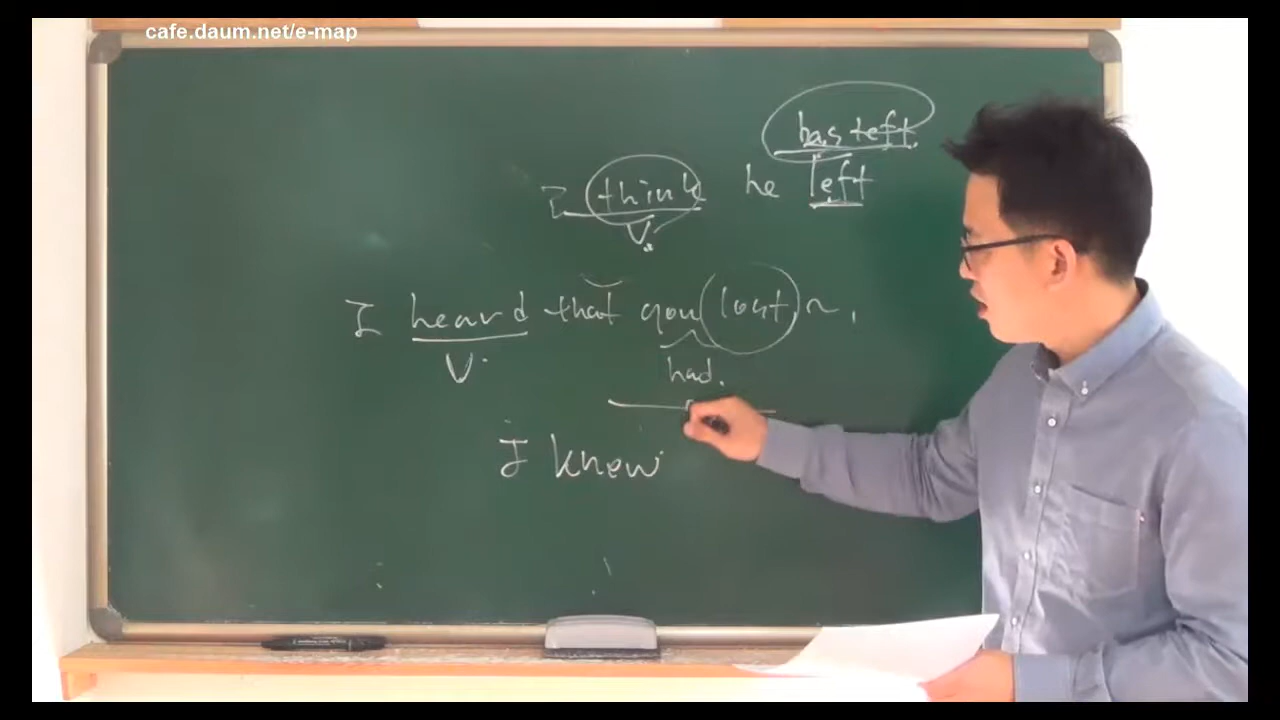 cafe.daum.net/e-map
has left
I think he left
V.
I heard that you lost ~.
V.
had.
I knew